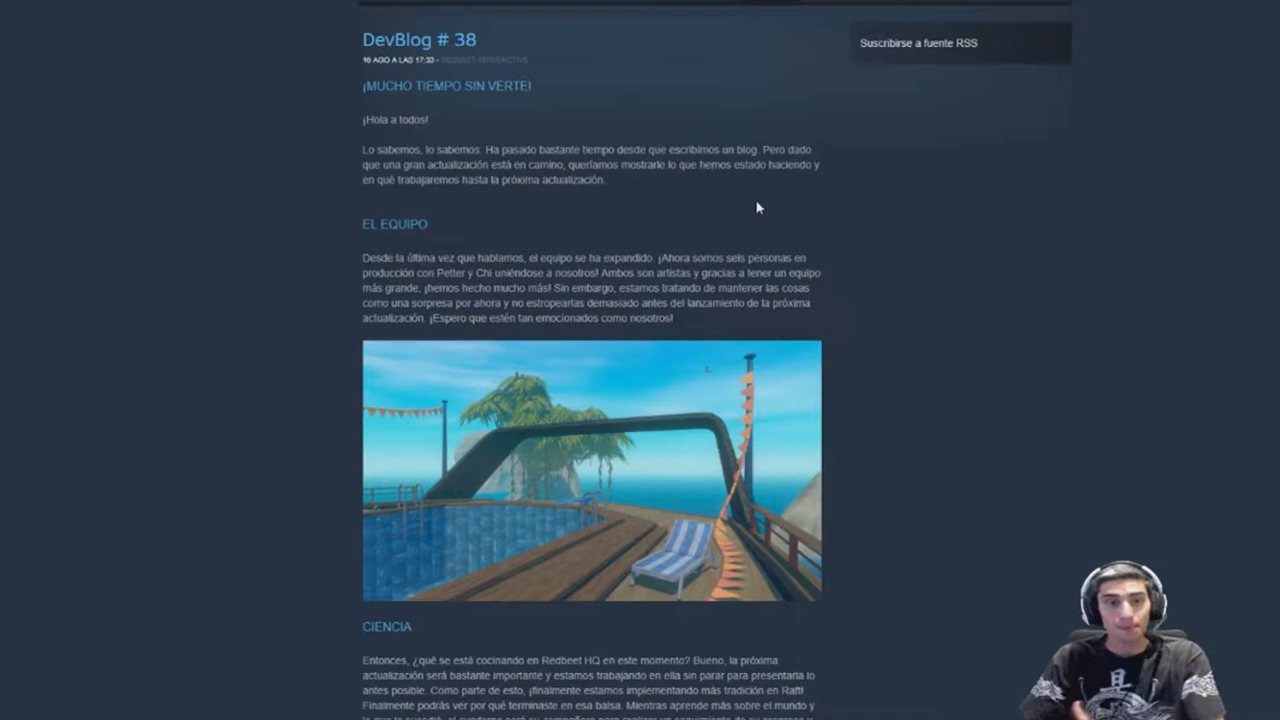 DevBlog # 38
Suscribirse a fuente RSS
16 AGO A LAS 17:33 - REDBEET INTERACTIVE
¡MUCHO TIEMPO SIN VERTE!
¡Hola a todos!
Lo sabemos, lo sabemos. Ha pasado bastante tiempo desde que escribimos un blog. Pero dado
que una gran actualización está en camino, queríamos mostrarle lo que hemos estado haciendo y
en qué trabajaremos hasta la próxima actualización.
EL EQUIPO
Desde la última vez que hablamos, el equipo se ha expandido. ¡Ahora somos seis personas en
producción con Petter y Chi uniéndose a nosotros! Ambos son artistas y gracias a tener un equipo
más grande, ¡hemos hecho mucho más! Sin embargo, estamos tratando de mantener las cosas
como una sorpresa por ahora y no estropearlas demasiado antes del lanzamiento de la próxima
actualización. ¡Espero que estén tan emocionados como nosotros!
CIENCIA
Entonces, ¿qué se está cocinando en Redbeet HQ en este momento? Bueno, la próxima
actualización será bastante importante y estamos trabajando en ella sin parar para presentarla lo
antes posible. Como parte de esto, ¡finalmente estamos implementando más tradición en Raft!
Finalmente podrás ver por qué terminaste en esa balsa. Mientras aprende más sobre el mundo y